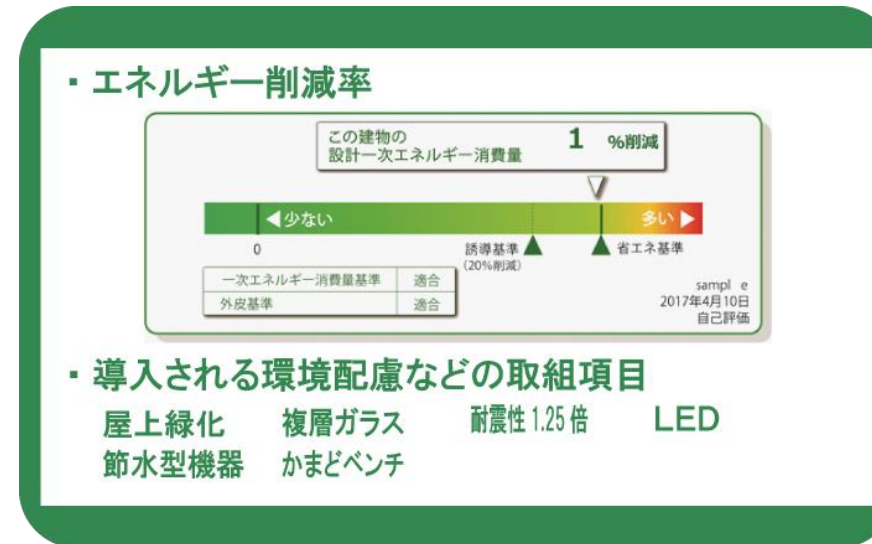 ・エネルギー削減率
この建物の
設計一次エネルギー消費量 1 %削減
◀少ない 多い▶
0 誘導基準 省エネ基準
(20%削減)
一次エネルギー消費量基準 適合
外皮基準 適合
sampl e
2017年4月10日
自己評価
・導入される環境配慮などの取組項目
屋上緑化 複層ガラス 耐震性1.25倍 LED
節水型機器 かまどベンチ